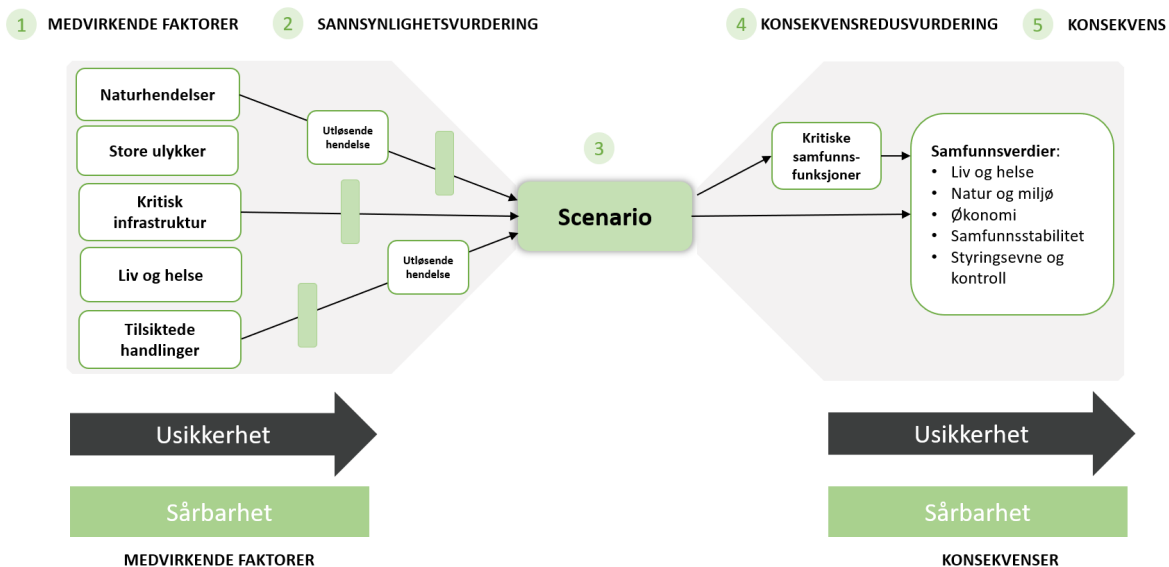 1 MEDVIRKENDE FAKTORER
2 SANNSYNLIGHETSVURDERING
4 KONSEKVENSREDUSVURDERING
5 KONSEKVENS
Naturhendelser
Store ulykker
Kritisk
infrastruktur
Liv og helse
Tilsiktede
handlinger
Utløsende
hendelse
Utløsende
hendelse
3
Scenario
Kritiske
samfunns-
funksjoner
Samfunnsverdier:
• Liv og helse
• Natur og miljø
• Økonomi
• Samfunnsstabilitet
• Styringsevne og
kontroll
Usikkerhet
Sårbarhet
MEDVIRKENDE FAKTORER
Usikkerhet
Sårbarhet
KONSEKVENSER